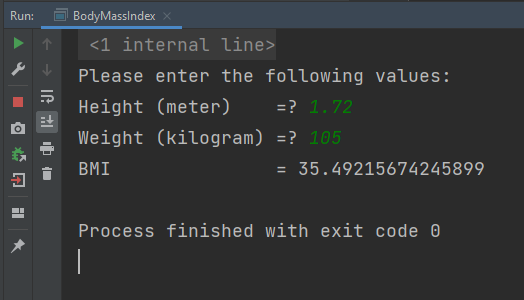 Run: BodyMassIndex ×
<1 internal line>
Please enter the following values:
Height (meter)    =? 1.72
Weight (kilogram) =? 105
BMI               = 35.49215674245899
Process finished with exit code 0